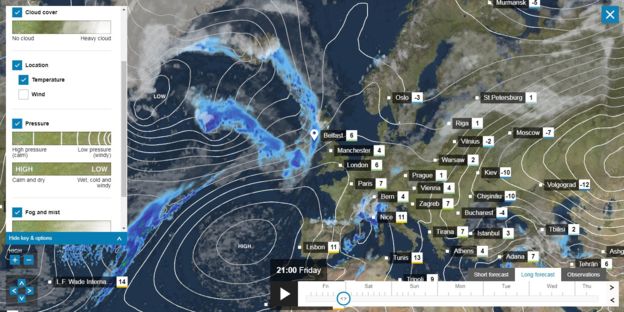 Cloud cover
No cloud Heavy cloud
Location
Temperature
Wind
Pressure
High pressure (calm) Low pressure (windy)
HIGH LOW
Calm and dry Wet, cold and windy
Fog and mist
Hide key & options
HIGH
LOW
HIGH
Murmansk -5
Oslo -3
St Petersburg 1
Riga 1
Moscow -7
Vilnius -2
Belfast 6
Manchester 4
London 6
Warsaw 2
Kiev -10
Prague 1
Paris 7
Vienna 4
Volgograd -12
Bern 4
Zagreb 7
Chișinău -10
Nice 11
Bucharest -4
Tirana 7
Istanbul 3
Tbilisi 2
Lisbon 11
Athens 4
Tunis 13
Adana 7
Tehrān 6
Ashg
Tripoli 9
L.F. Wade Interna... 14
Short forecast Long forecast Observations
21:00 Friday
Fri Sat Sun Mon Tue Wed Thu